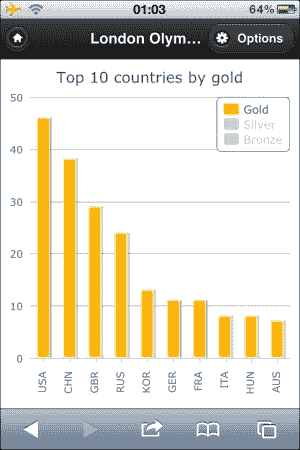 01:03
64%
London Olym...
Options
Top 10 countries by gold
50
40
30
20
10
0
Gold
Silver
Bronze
USA
CHN
GBR
RUS
KOR
GER
FRA
ITA
HUN
AUS